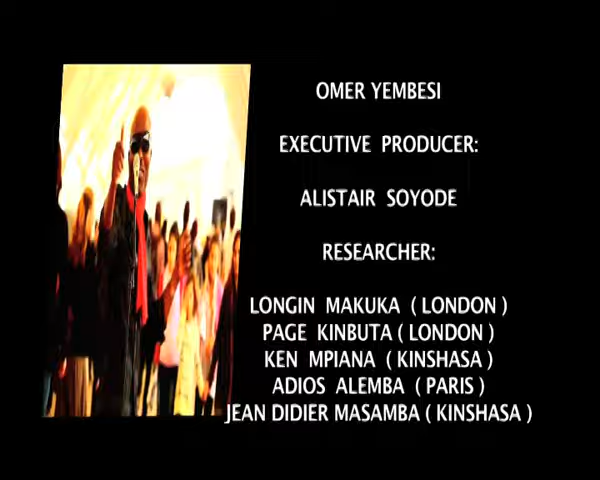 OMER YEMBESI
EXECUTIVE PRODUCER:
ALISTAIR SOYODE
RESEARCHER:
LONGIN MAKUKA ( LONDON )
PAGE KINBUTA ( LONDON )
KEN MPIANA ( KINSHASA )
ADIOS ALEMBA ( PARIS )
JEAN DIDIER MASAMBA ( KINSHASA )